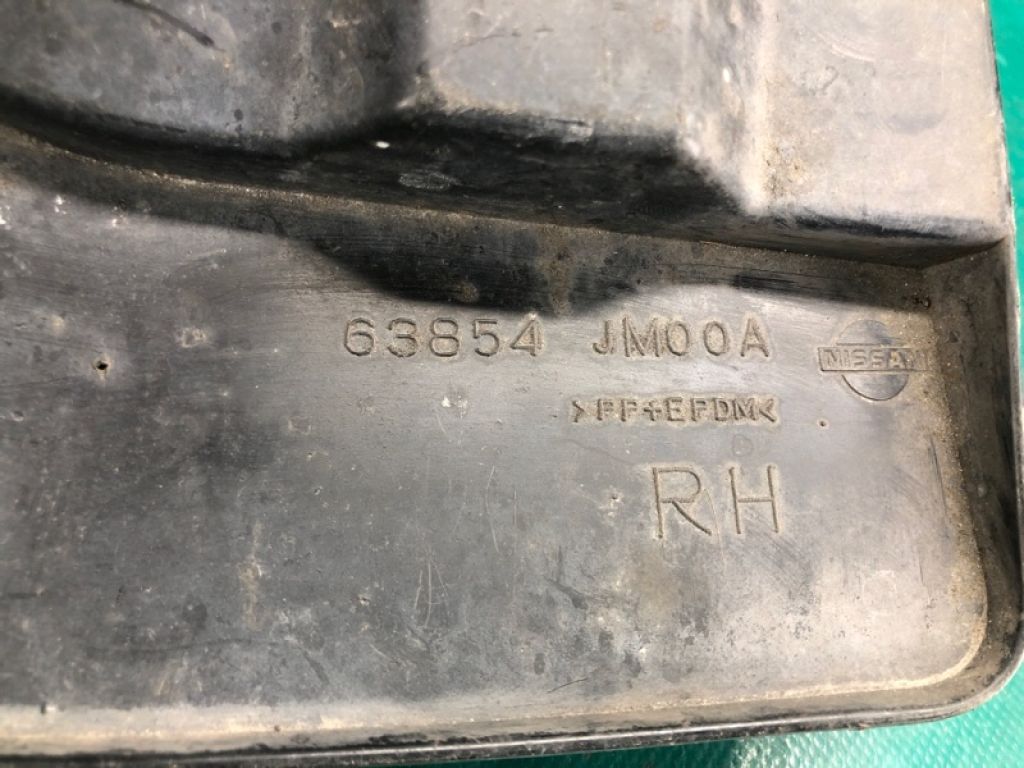 63854 JM00A
NISSAN
>PP+EPDM<
RH